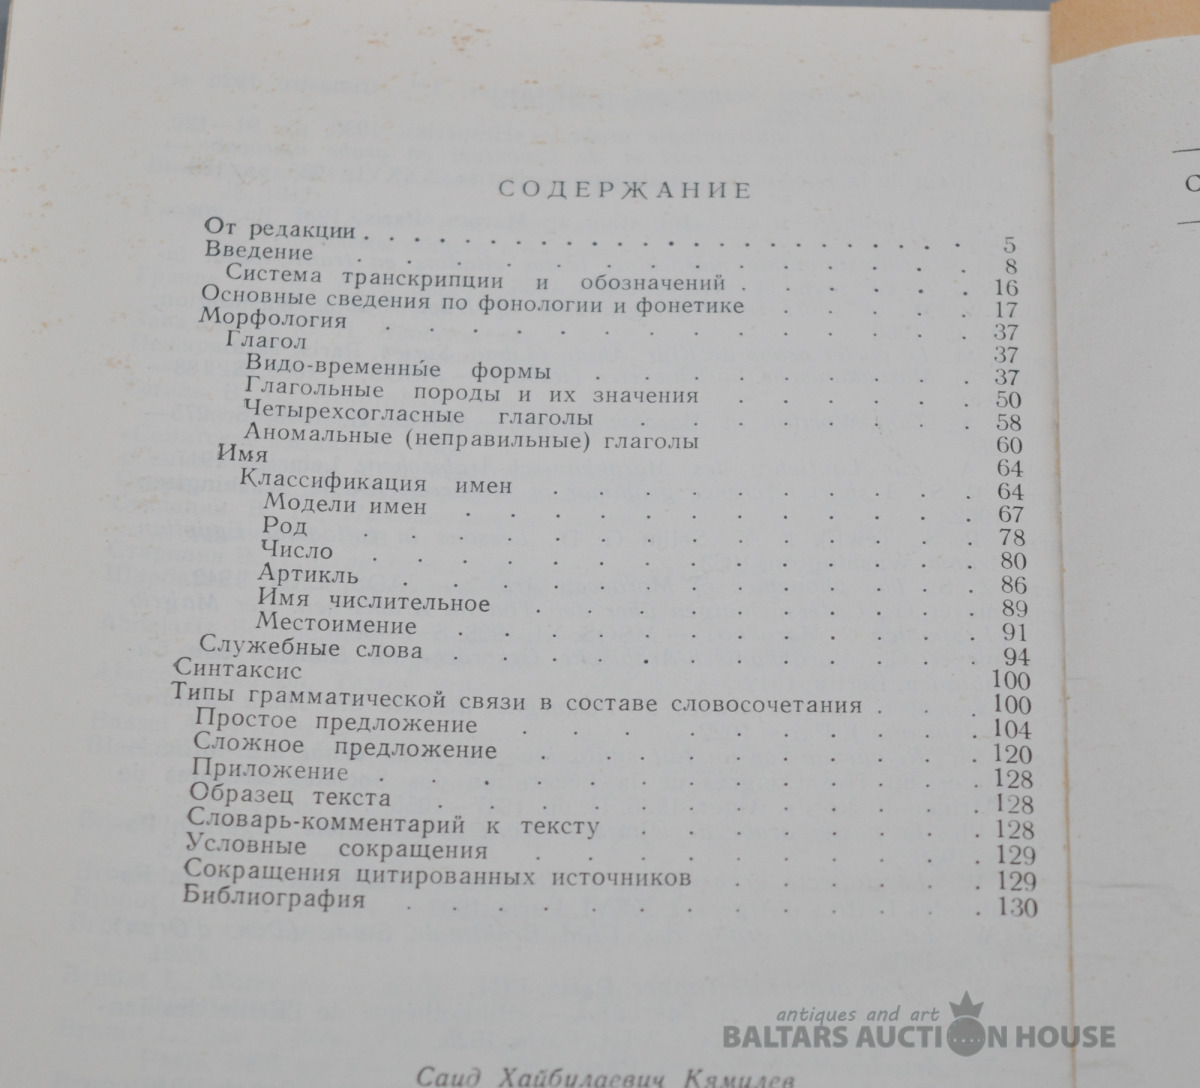 СОДЕРЖАНИЕ
От редакции . . . . . . . . . . . . . . . . . . . . . . . 5
Введение . . . . . . . . . . . . . . 8
Система транскрипции и обозначений . . . . . . 16
Основные сведения по фонологии и фонетике . . . . . 17
Морфология . . . . . . . . . . . . . 37
Глагол 37
Видо-временные формы . . . . . . . . . 37
Глагольные породы и их значения . . . . . . 50
Четырехсогласные глаголы . . . . . . . . 58
Аномальные (неправильные) глаголы 60
Имя 64
Классификация имен . . . . . . . . . . 64
Модели имен . . . . . . . . . . . . 67
Род . . . . . . . . . . . . . . 78
Число . . . . . . . . . . . . . 80
Артикль . . . . . . . . . . . . . 86
Имя числительное . . . . . . . . . . 89
Местоимение . . . . . . . . . . . . 91
Служебные слова . . . . . . . . . . 94
Синтаксис 100
Типы грамматической связи в составе словосочетания . . . 100
Простое предложение . . . . . . . . . . 104
Сложное предложение . . . . . . . . . . 120
Приложение . . . . . . . . . . . . 128
Образец текста . . . . . . . . . . . . 128
Словарь-комментарий к тексту . . . . . . . . 128
Условные сокращения . . . . . . . . . . 129
Сокращения цитированных источников . . . . . . 129
Библиография . . . . . . . . . . . . . 130
Саид Хайбулаевич Кямилев
С
antiques and art
BALTARS AUCTION HOUSE